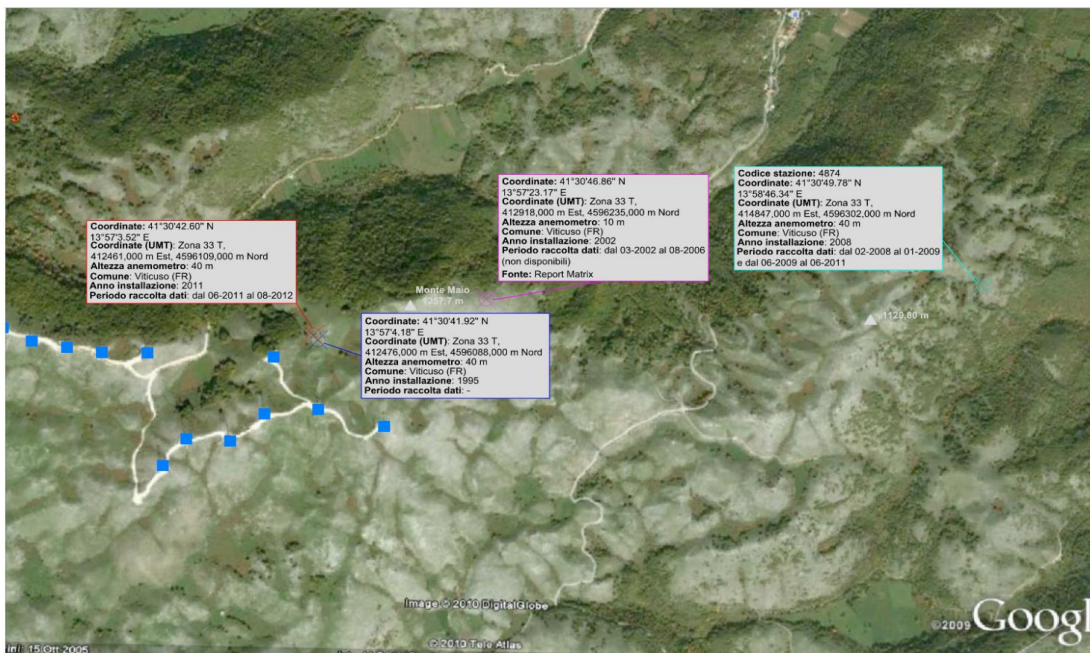 Coordinate: 41°30'46.86" N
13°57'23.17" E
Coordinate (UMT): Zona 33 T,
412918,000 m Est, 4596235,000 m Nord
Altezza anemometro: 10 m
Comune: Viticuso (FR)
Anno installazione: 2002
Periodo raccolta dati: dal 03-2002 al 08-2006
(non disponibili)
Fonte: Report Matrix
Codice stazione: 4874
Coordinate: 41°30'49.78" N
13°58'46.34" E
Coordinate (UMT): Zona 33 T,
414847,000 m Est, 4596302,000 m Nord
Altezza anemometro: 40 m
Comune: Viticuso (FR)
Anno installazione: 2008
Periodo raccolta dati: dal 02-2008 al 01-2009
e dal 06-2009 al 06-2011
Coordinate: 41°30'42.60" N
13°57'3.52" E
Coordinate (UMT): Zona 33 T,
412461,000 m Est, 4596109,000 m Nord
Altezza anemometro: 40 m
Comune: Viticuso (FR)
Anno installazione: 2011
Periodo raccolta dati: dal 06-2011 al 08-2012
Monte Maio
1257.7 m
1129.80 m
Coordinate: 41°30'41.92" N
13°57'4.18" E
Coordinate (UMT): Zona 33 T,
412476,000 m Est, 4596088,000 m Nord
Altezza anemometro: 40 m
Comune: Viticuso (FR)
Anno installazione: 1995
Periodo raccolta dati: -
Image © 2010 DigitalGlobe
© 2010 Tele Atlas
©2009 Googl
ini: 15 Ott 2005